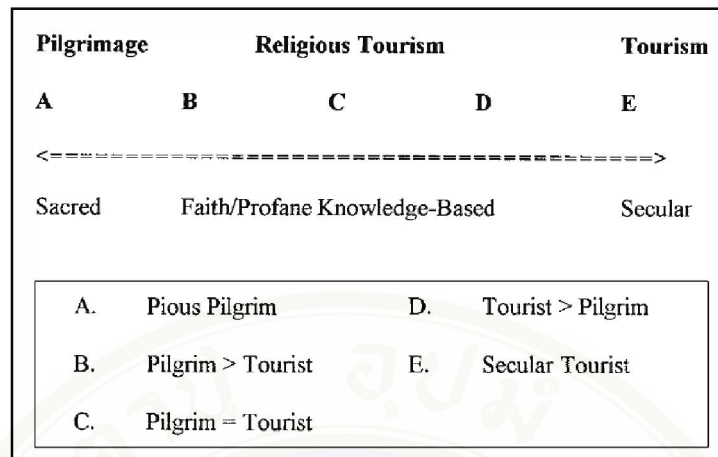 Pilgrimage Religious Tourism Tourism
A B C D E
<=========================================>
Sacred Faith/Profane Knowledge-Based Secular
A. Pious Pilgrim D. Tourist > Pilgrim
B. Pilgrim > Tourist E. Secular Tourist
C. Pilgrim = Tourist